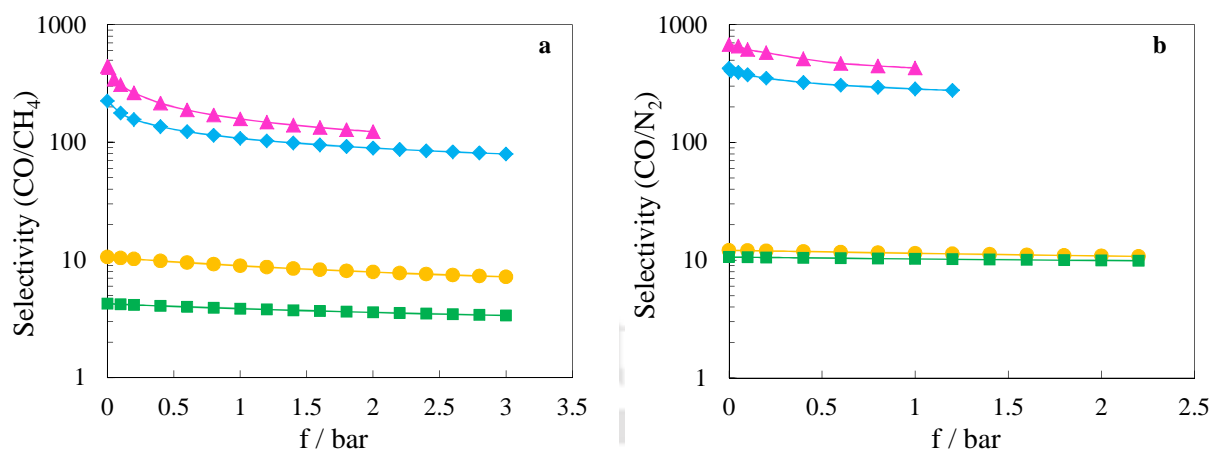 a
Selectivity (CO/CH4)
1000
100
10
1
0 0.5 1 1.5 2 2.5 3 3.5
f / bar
b
Selectivity (CO/N2)
1000
100
10
1
0 0.5 1 1.5 2 2.5
f / bar